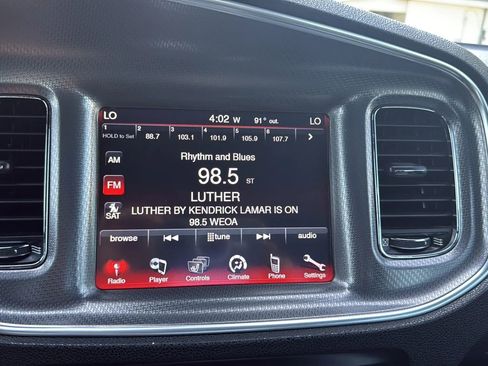 LO 4:02 W 91° out. LO
1 2 3 4 5 6
HOLD to Set 88.7 103.1 101.9 105.9 107.7 >
AM
Rhythm and Blues
FM
98.5 ST
SAT
LUTHER
LUTHER BY KENDRICK LAMAR IS ON
98.5 WEOA
browse tune audio
Radio Player Controls Climate Phone Settings